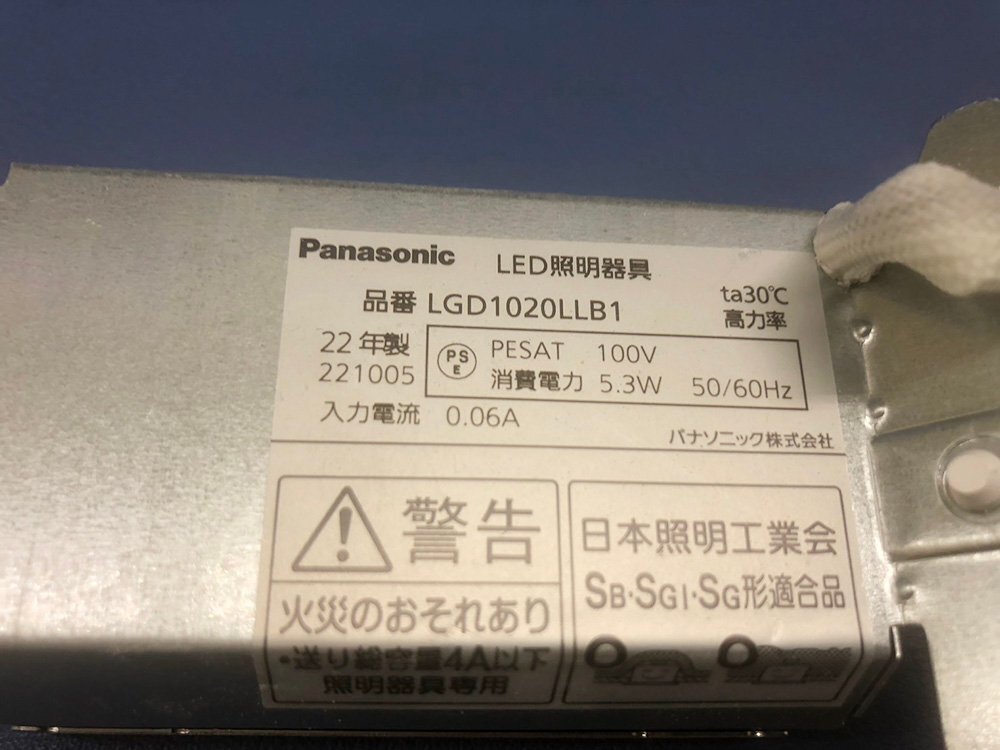 Panasonic LED照明器具
品番 LGD1020LLB1
ta30℃
高力率
22年製
221005
PSE
PESAT 100V
消費電力 5.3W 50/60Hz
入力電流 0.06A
パナソニック株式会社
警告
火災のおそれあり
・送り総容量4A以下
照明器具専用
日本照明工業会
SB・SGI・SG形適合品